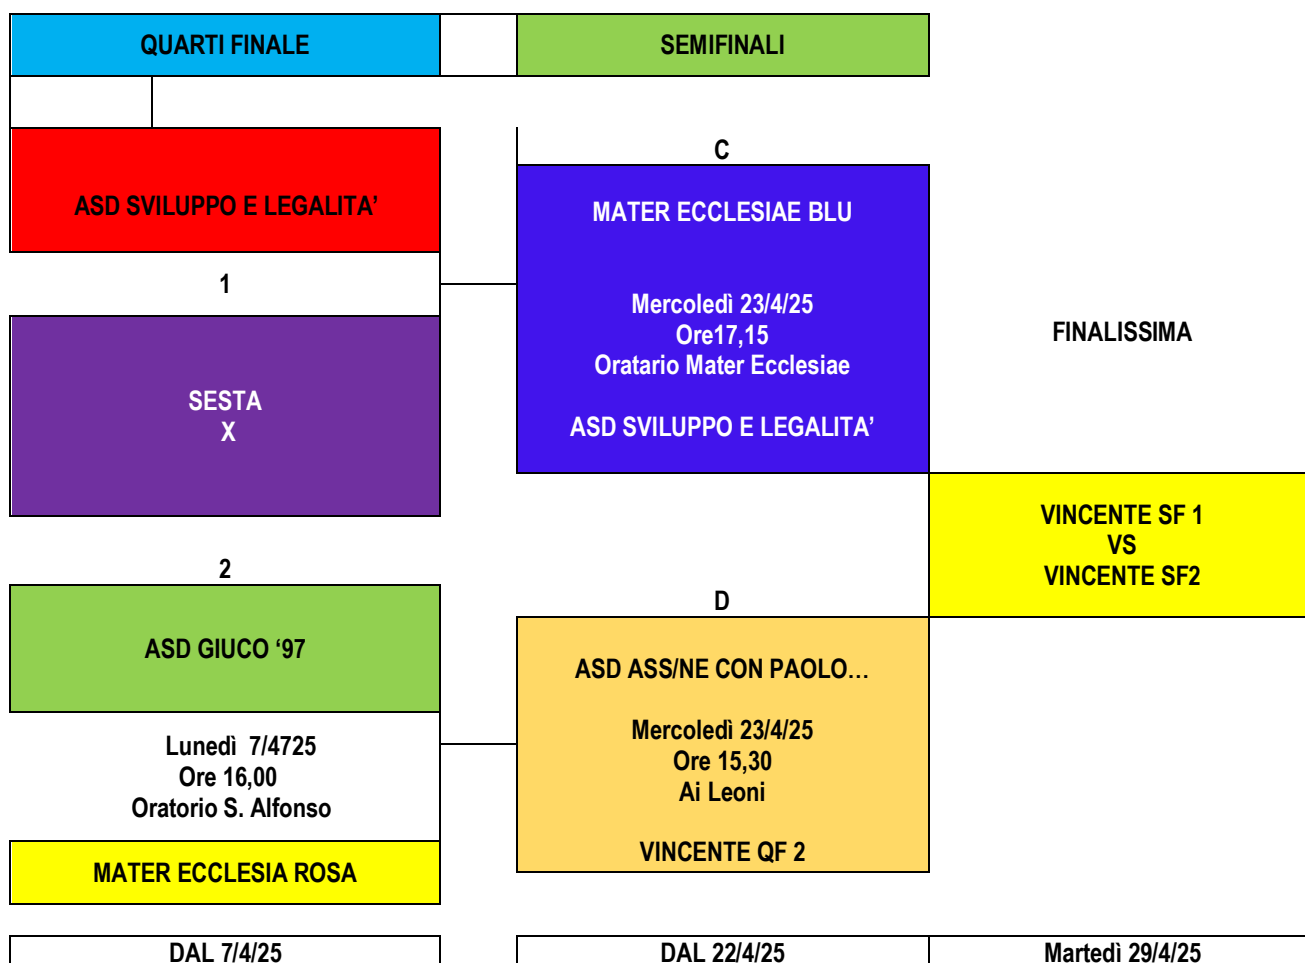 QUARTI FINALE
SEMIFINALI
ASD SVILUPPO E LEGALITA’
1
SESTA
X
2
ASD GIUCO ‘97
Lunedì 7/4725
Ore 16,00
Oratorio S. Alfonso
MATER ECCLESIA ROSA
C
MATER ECCLESIAE BLU
Mercoledì 23/4/25
Ore17,15
Oratario Mater Ecclesiae
ASD SVILUPPO E LEGALITA’
D
ASD ASS/NE CON PAOLO…
Mercoledì 23/4/25
Ore 15,30
Ai Leoni
VINCENTE QF 2
FINALISSIMA
VINCENTE SF 1
VS
VINCENTE SF2
DAL 7/4/25
DAL 22/4/25
Martedì 29/4/25